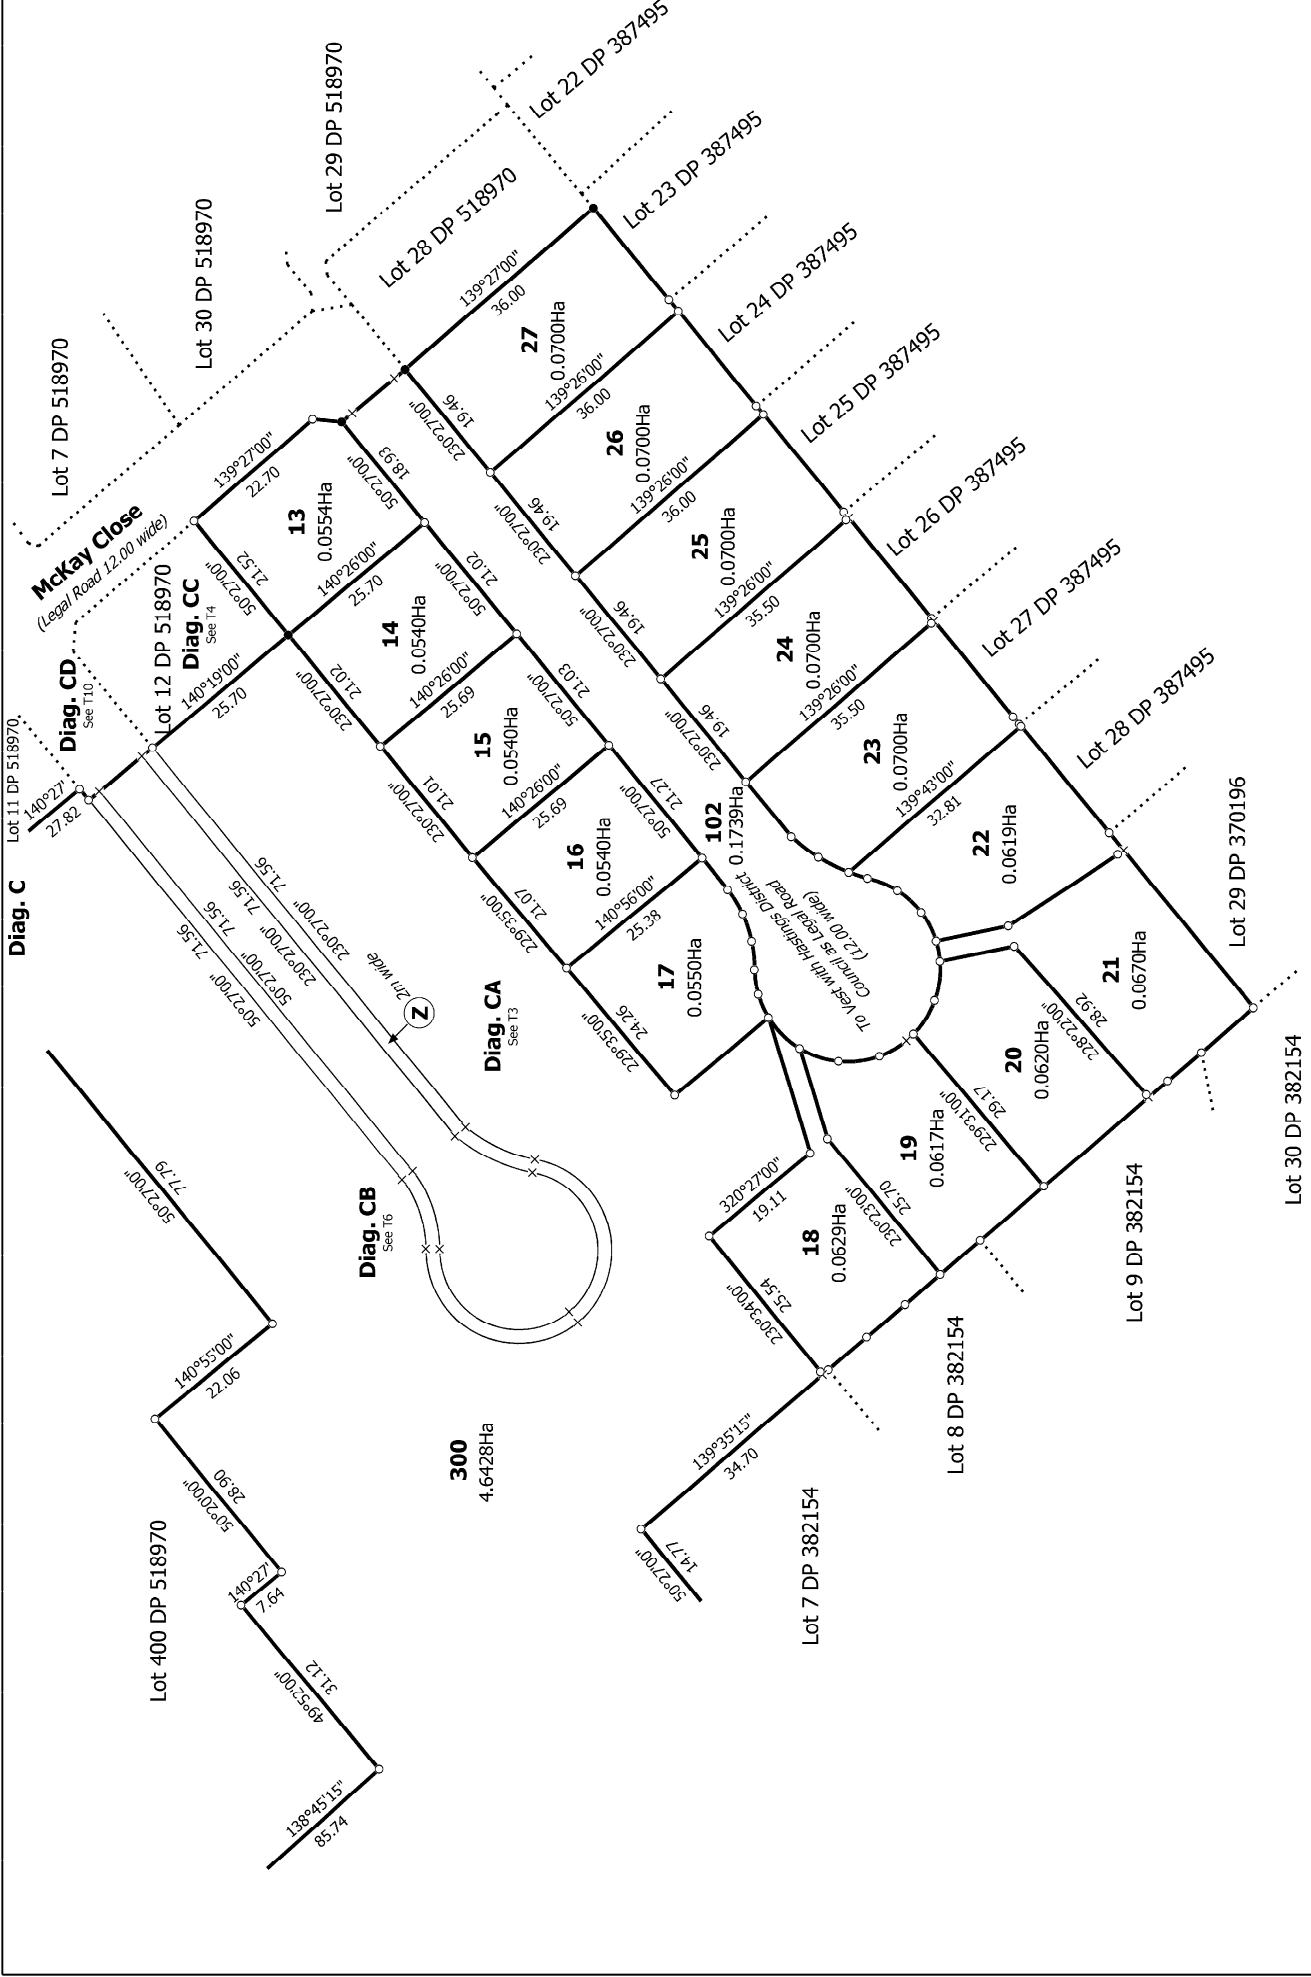 Lot 7 DP 518970
Lot 30 DP 518970
Lot 29 DP 518970
Lot 22 DP 387495
Lot 28 DP 518970
Lot 23 DP 387495
Lot 24 DP 387495
Lot 25 DP 387495
Lot 26 DP 387495
Lot 27 DP 387495
Lot 28 DP 387495
Lot 29 DP 370196
Lot 30 DP 382154
Lot 9 DP 382154
Lot 8 DP 382154
Lot 7 DP 382154
Lot 400 DP 518970
McKay Close
(Legal Road 12.00 wide)
Lot 12 DP 518970
Diag. CC
See T4
Diag. CD
See T10
Lot 11 DP 518970
Diag. C
140°27'
27.82
140°19'00"
25.70
139°27'00"
22.70
50°27'00"
21.52
13
0.0554Ha
50°27'00"
18.93
140°26'00"
25.70
14
0.0540Ha
230°27'00"
21.02
50°27'00"
21.02
140°26'00"
25.69
15
0.0540Ha
230°27'00"
21.01
50°27'00"
21.03
140°26'00"
25.69
16
0.0540Ha
229°35'00"
21.07
50°27'00"
21.27
140°56'00"
25.38
17
0.0550Ha
229°35'00"
24.26
139°27'00"
36.00
27
0.0700Ha
230°27'00"
19.46
139°26'00"
36.00
26
0.0700Ha
230°27'00"
19.46
139°26'00"
36.00
25
0.0700Ha
230°27'00"
19.46
139°26'00"
35.50
24
0.0700Ha
230°27'00"
19.46
139°26'00"
35.50
23
0.0700Ha
139°43'00"
32.81
22
0.0619Ha
21
0.0670Ha
228°22'00"
28.92
20
0.0620Ha
229°31'00"
29.17
19
0.0617Ha
230°23'00"
25.70
18
0.0629Ha
320°27'00"
19.11
230°34'00"
25.54
102
0.1739Ha
To Vest with Hastings District
Council as Legal Road
(12.00 wide)
71.56
50°27'00"
71.56
50°27'00"
71.56
230°27'00"
71.56
230°27'00"
2m wide
Z
Diag. CA
See T3
Diag. CB
See T6
50°27'00"
77.79
140°55'00"
22.06
50°20'00"
28.90
140°27'
7.64
49°52'00"
31.12
138°45'15"
85.74
300
4.6428Ha
139°35'15"
34.70
50°27'00"
14.77